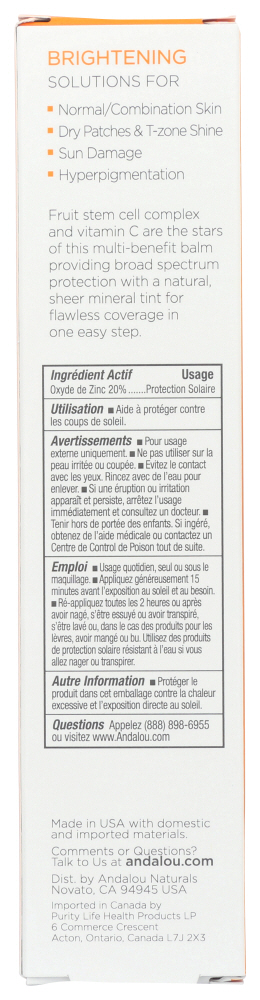 BRIGHTENING
SOLUTIONS FOR
▪ Normal/Combination Skin
▪ Dry Patches & T-zone Shine
▪ Sun Damage
▪ Hyperpigmentation
Fruit stem cell complex
and vitamin C are the stars
of this multi-benefit balm
providing broad spectrum
protection with a natural,
sheer mineral tint for
flawless coverage in
one easy step.
Ingrédient Actif Usage
Oxyde de Zinc 20%.......Protection Solaire
Utilisation ■ Aide à protéger contre
les coups de soleil.
Avertissements ■ Pour usage
externe uniquement. ■ Ne pas utiliser sur la
peau irritée ou coupée. ■ Evitez le contact
avec les yeux. Rincez avec de l'eau pour
enlever. ■ Si une éruption ou irritation
apparaît et persiste, arrêtez l'usage
immédiatement et consultez un docteur. ■
Tenir hors de portée des enfants. Si ingéré,
obtenez de l'aide médicale ou contactez un
Centre de Control de Poison tout de suite.
Emploi ■ Usage quotidien, seul ou sous le
maquillage. ■ Appliquez généreusement 15
minutes avant l'exposition au soleil et au besoin.
■ Ré-appliquez toutes les 2 heures ou après
avoir nagé, s'être essuyé ou avoir transpiré,
s'être lavé ou, dans le cas des produits pour les
lèvres, avoir mangé ou bu. Utilisez des produits
de protection solaire résistant à l'eau si vous
allez nager ou transpirer.
Autre Information ■ Protéger le
produit dans cet emballage contre la chaleur
excessive et l'exposition directe au soleil.
Questions Appelez (888) 898-6955
ou visitez www.Andalou.com
Made in USA with domestic
and imported materials.
Comments or Questions?
Talk to Us at andalou.com
Dist. by Andalou Naturals
Novato, CA 94945 USA
Imported in Canada by
Purity Life Health Products LP
6 Commerce Crescent
Acton, Ontario, Canada L7J 2X3